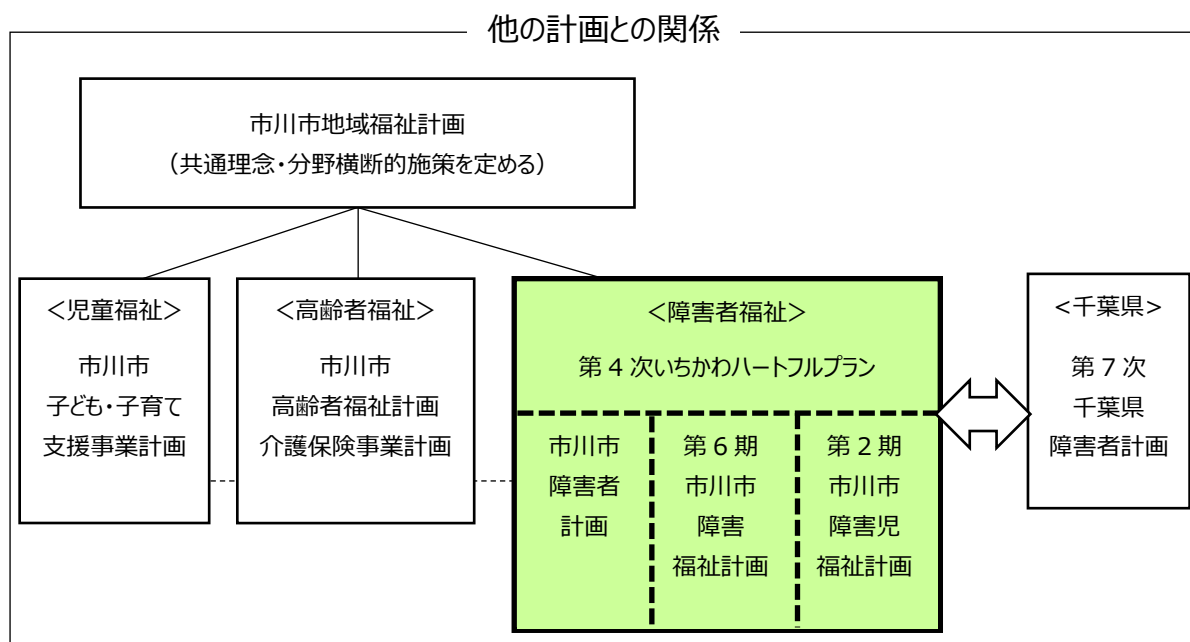 他の計画との関係
市川市地域福祉計画
（共通理念・分野横断的施策を定める）
＜児童福祉＞
市川市
子ども・子育て
支援事業計画
＜高齢者福祉＞
市川市
高齢者福祉計画
介護保険事業計画
＜障害者福祉＞
第４次いちかわハートフルプラン
市川市
障害者
計画
第６期
市川市
障害
福祉計画
第２期
市川市
障害児
福祉計画
＜千葉県＞
第７次
千葉県
障害者計画